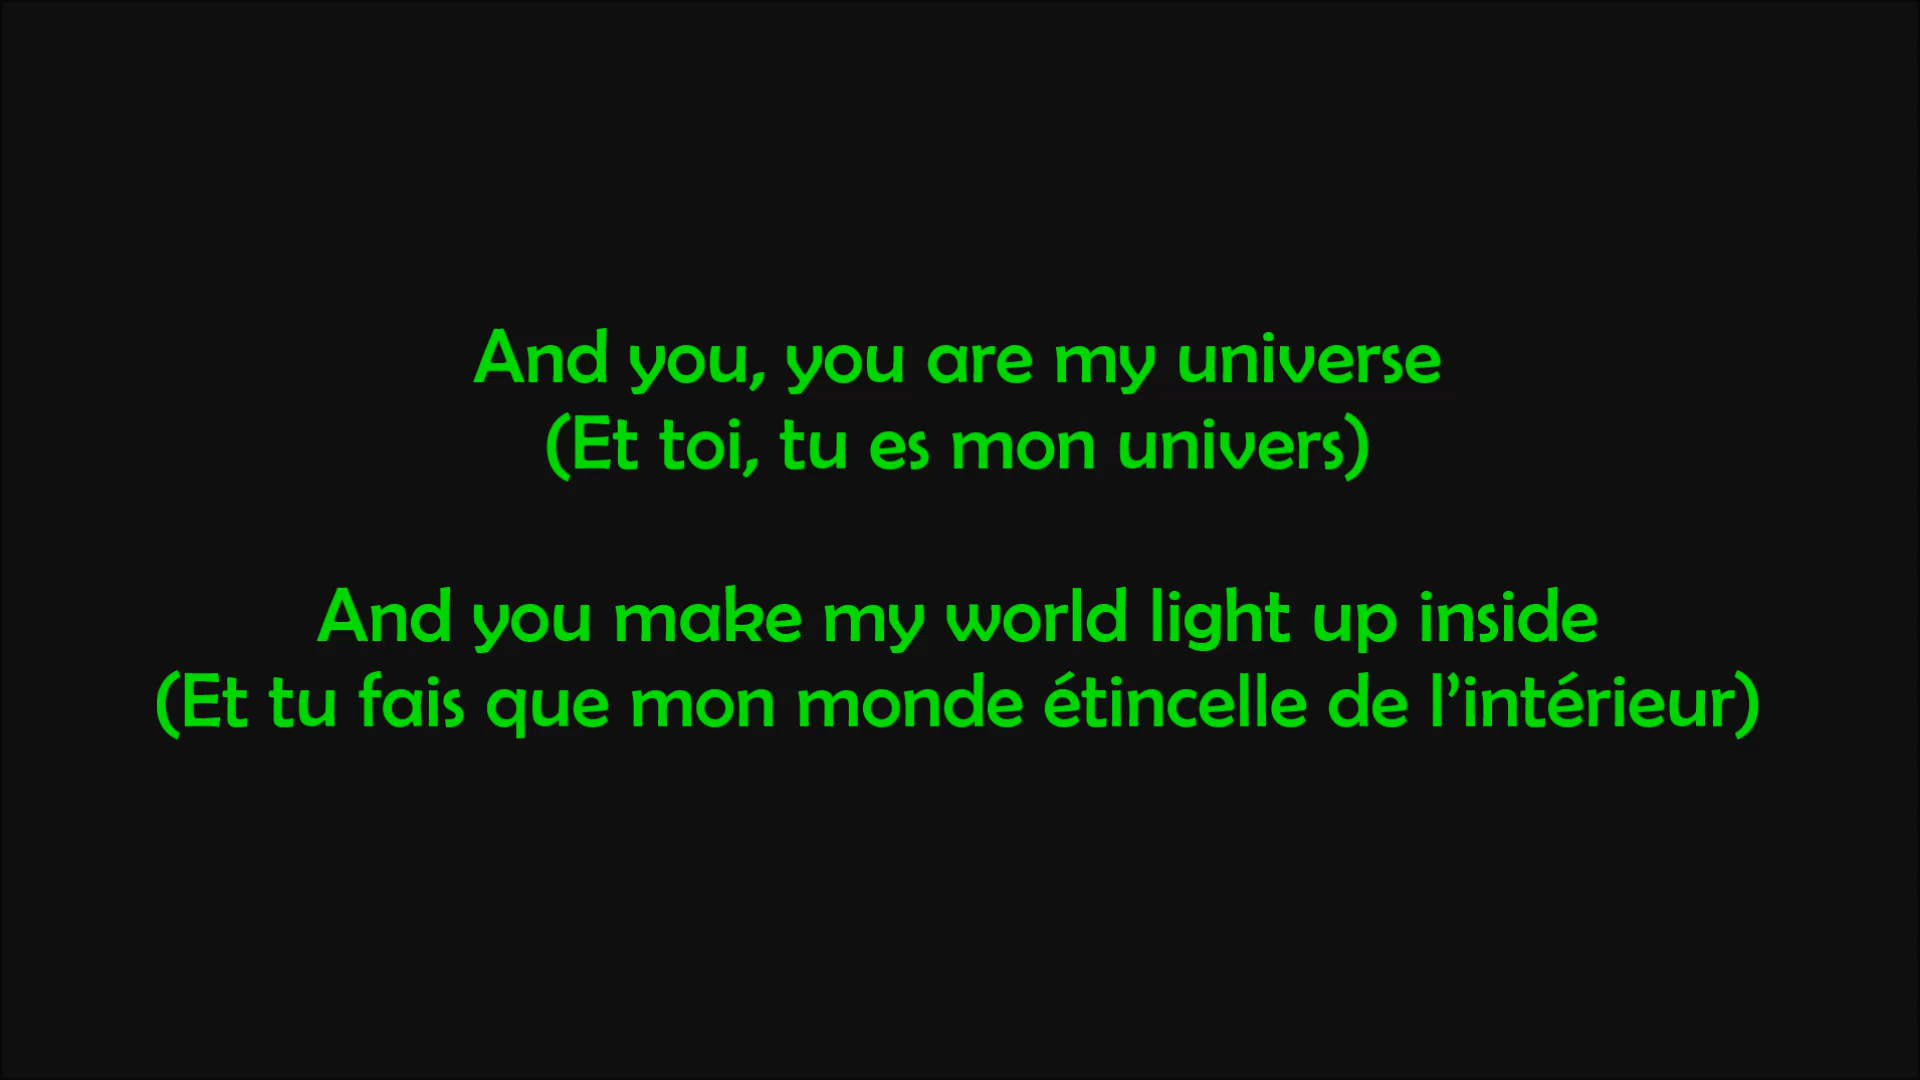 And you, you are my universe
(Et toi, tu es mon univers)
And you make my world light up inside
(Et tu fais que mon monde étincelle de l’intérieur)